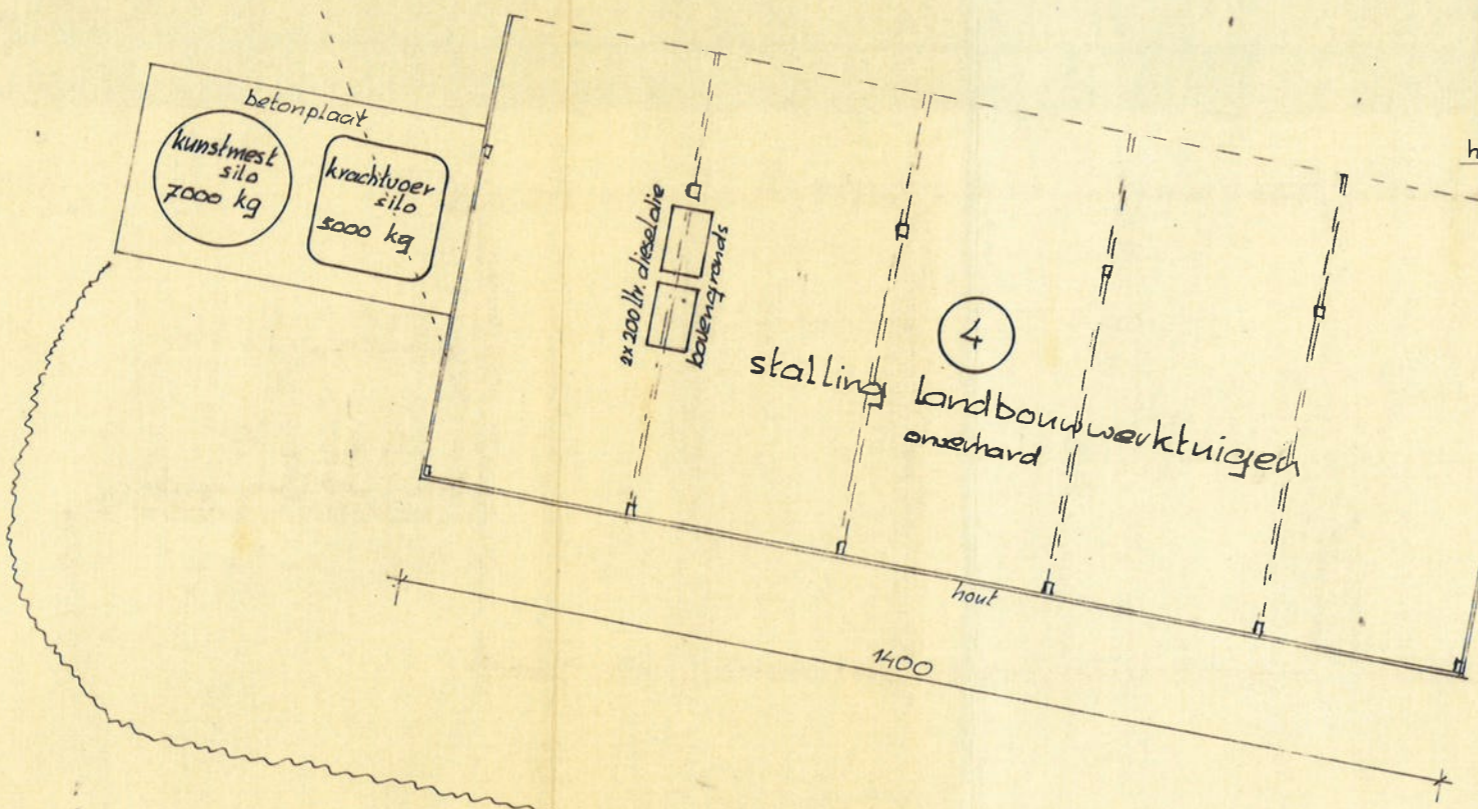 betonplaat
kunstmest
silo
7000 kg
krachtvoer
silo
5000 kg
2x 200 ltr. dieselolie
bovengronds
4
stalling landbouwwerktuigen
onverhard
hout
1400
h